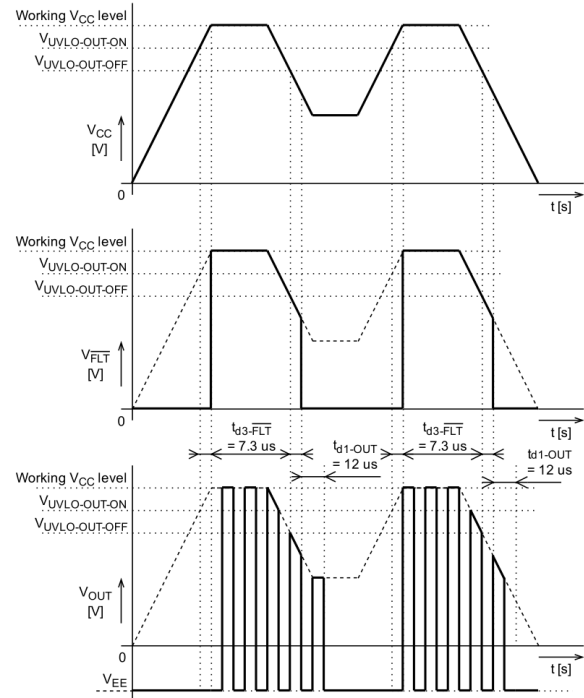 Working VCC level
VUVLO-OUT-ON
VUVLO-OUT-OFF
VCC
[V]
0
t [s]
Working VCC level
VUVLO-OUT-ON
VUVLO-OUT-OFF
VFLT
[V]
0
t [s]
td3-FLT
= 7.3 us
td1-OUT
= 12 us
td3-FLT
= 7.3 us
td1-OUT
= 12 us
Working VCC level
VUVLO-OUT-ON
VUVLO-OUT-OFF
VOUT
[V]
0
t [s]
VEE